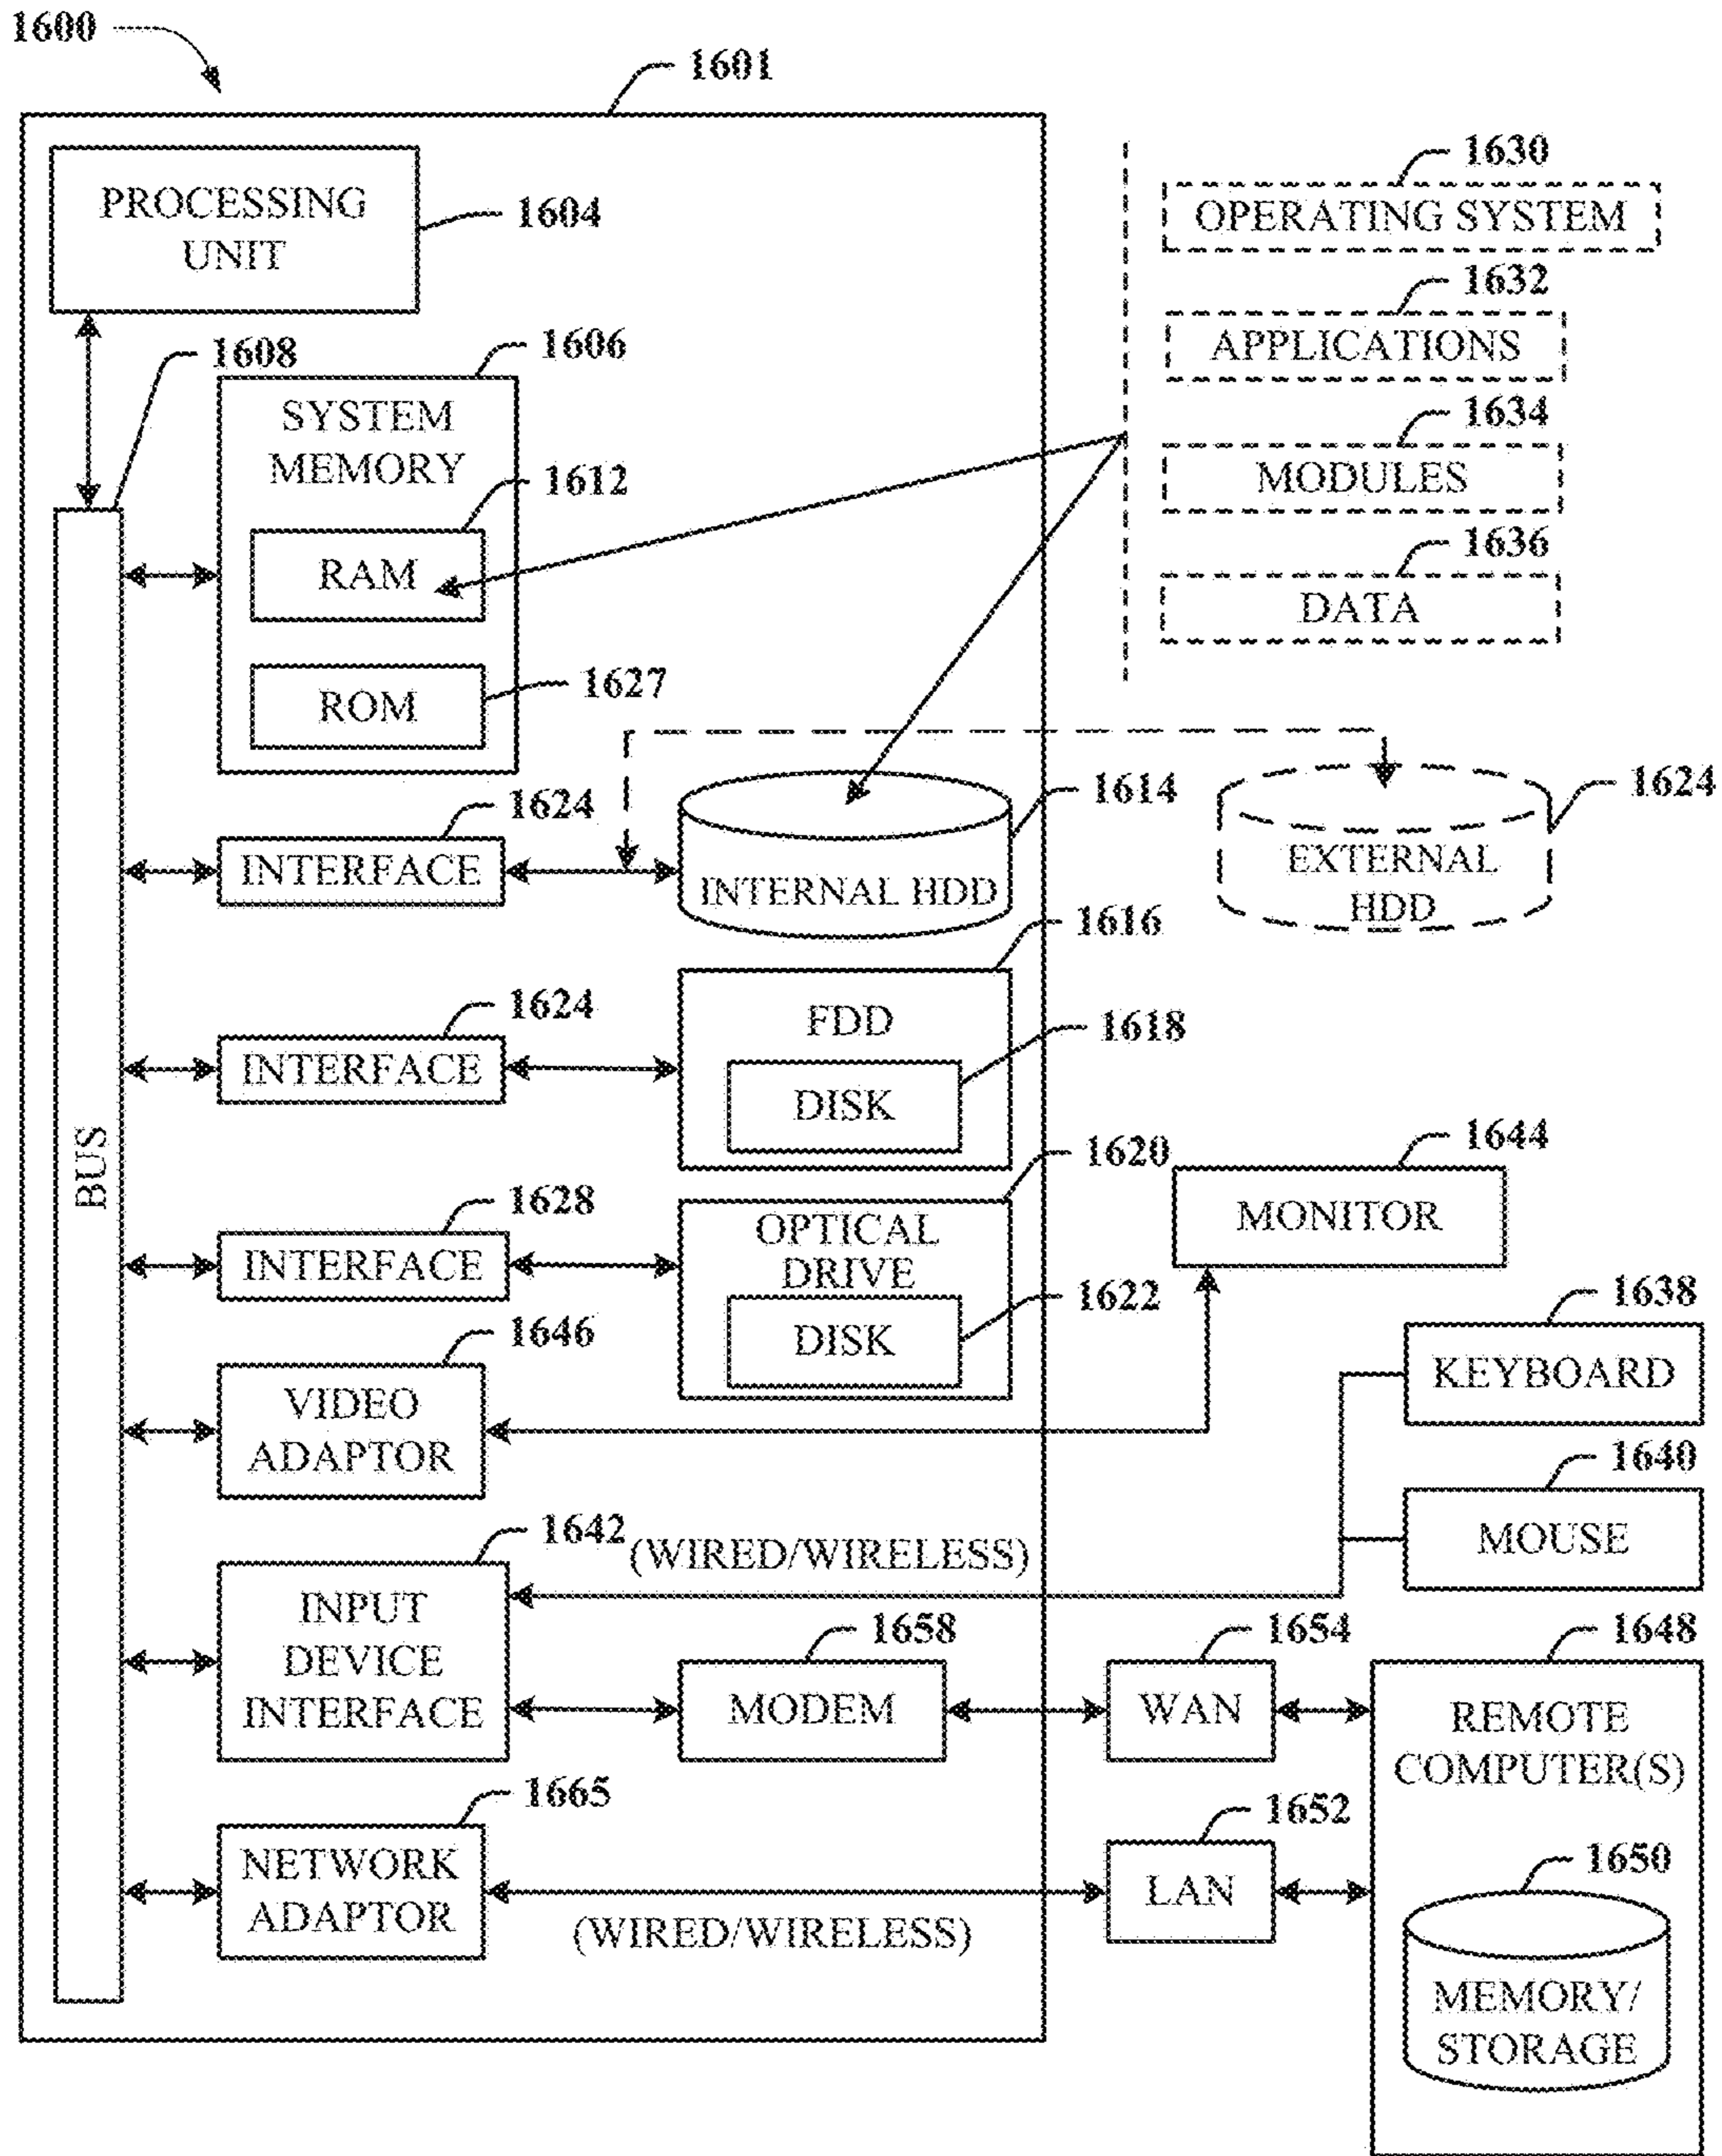 1600
1601
PROCESSING
UNIT
1604
1630
OPERATING SYSTEM
1632
APPLICATIONS
1634
MODULES
1636
DATA
1608
1606
SYSTEM
MEMORY
1612
RAM
1627
ROM
BUS
1624
INTERFACE
1614
INTERNAL HDD
1624
EXTERNAL
HDD
1624
INTERFACE
1616
FDD
1618
DISK
1628
INTERFACE
1620
OPTICAL
DRIVE
1622
DISK
1644
MONITOR
1646
VIDEO
ADAPTOR
1638
KEYBOARD
1640
MOUSE
1642
(WIRED/WIRELESS)
INPUT
DEVICE
INTERFACE
1658
MODEM
1654
WAN
1648
REMOTE
COMPUTER(S)
1665
NETWORK
ADAPTOR
(WIRED/WIRELESS)
1652
LAN
1650
MEMORY/
STORAGE